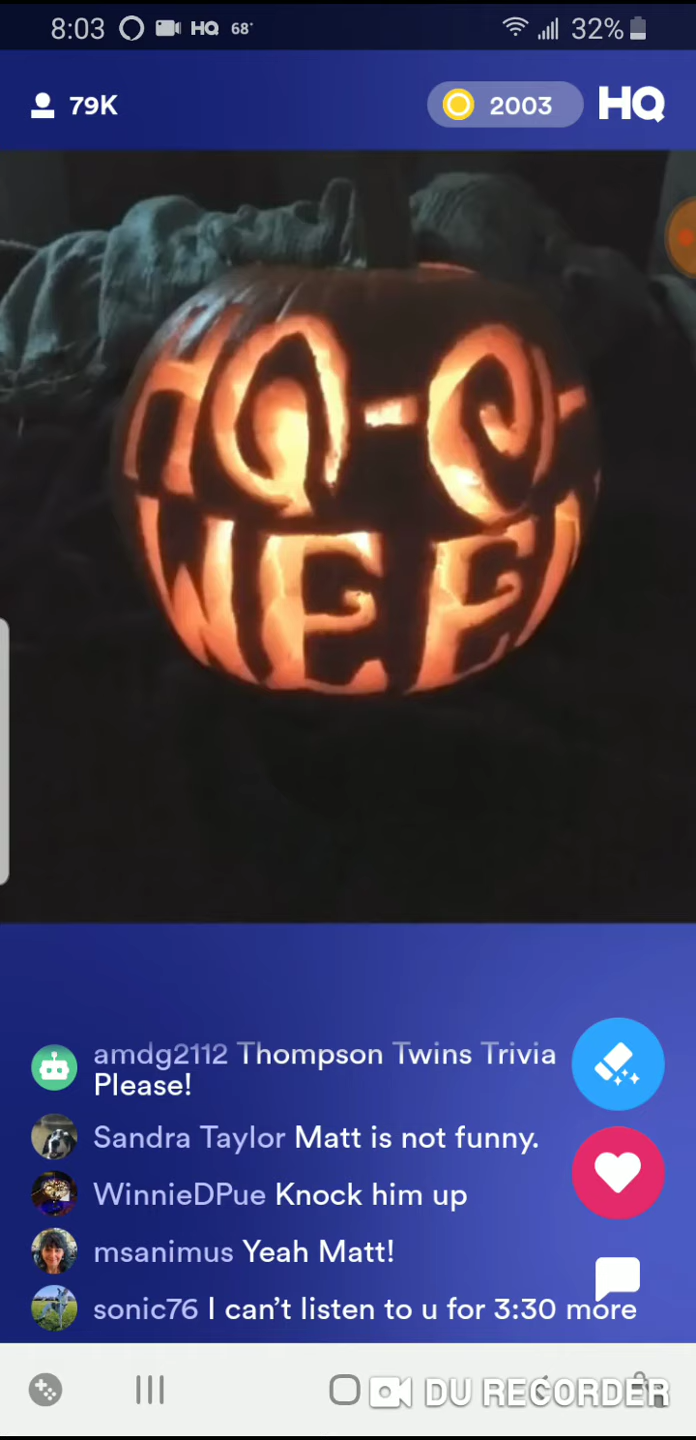 8:03 HQ 68° 32%
79K 2003 HQ
HQ-O-
WEEN
amdg2112 Thompson Twins Trivia
Please!
Sandra Taylor Matt is not funny.
WinnieDPue Knock him up
msanimus Yeah Matt!
sonic76 I can't listen to u for 3:30 more
DU RECORDER